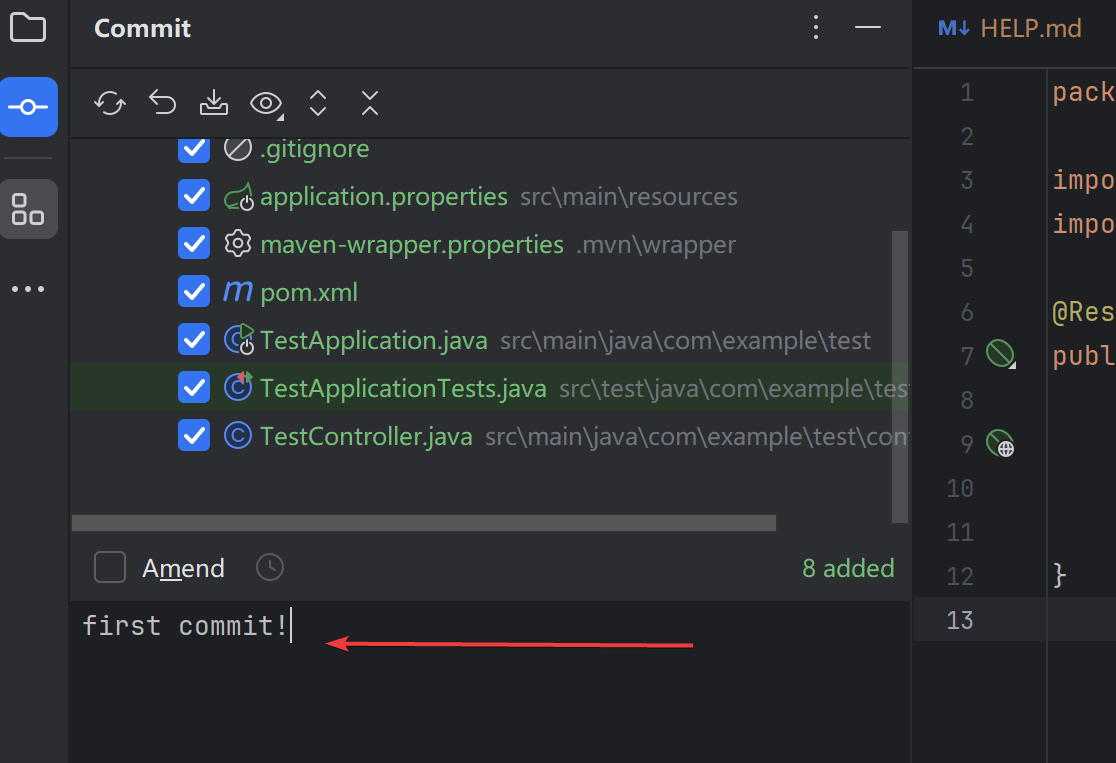 Commit
.gitignore
application.properties src\main\resources
maven-wrapper.properties .mvn\wrapper
m pom.xml
TestApplication.java src\main\java\com\example\test
TestApplicationTests.java src\test\java\com\example\tes
TestController.java src\main\java\com\example\test\con
Amend 8 added
first commit!
M↓ HELP.md
1 pack
2
3 impo
4 impo
5
6 @Res
7 publ
8
9
10
11
12 }
13